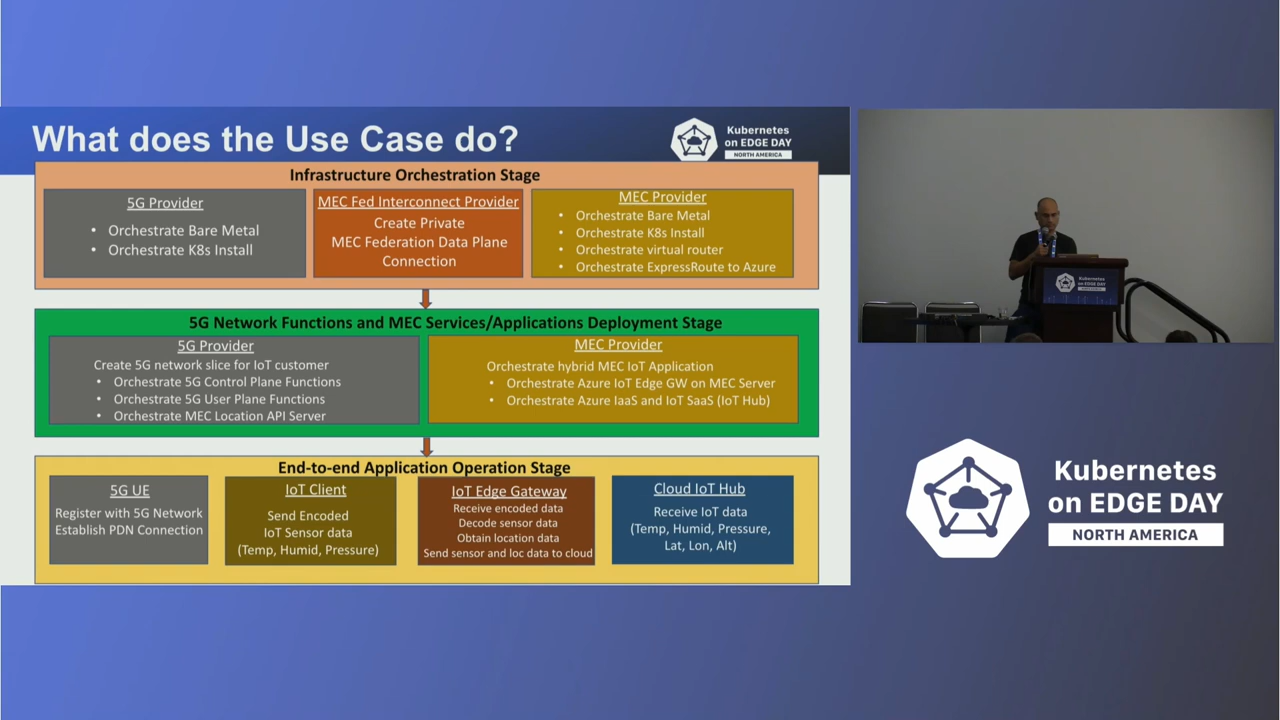 What does the Use Case do?
Kubernetes
on EDGE DAY
NORTH AMERICA
Infrastructure Orchestration Stage
5G Provider
• Orchestrate Bare Metal
• Orchestrate K8s Install
MEC Fed Interconnect Provider
Create Private
MEC Federation Data Plane
Connection
MEC Provider
• Orchestrate Bare Metal
• Orchestrate K8s Install
• Orchestrate virtual router
• Orchestrate ExpressRoute to Azure
5G Network Functions and MEC Services/Applications Deployment Stage
5G Provider
Create 5G network slice for IoT customer
• Orchestrate 5G Control Plane Functions
• Orchestrate 5G User Plane Functions
• Orchestrate MEC Location API Server
MEC Provider
Orchestrate hybrid MEC IoT Application
• Orchestrate Azure IoT Edge GW on MEC Server
• Orchestrate Azure IaaS and IoT SaaS (IoT Hub)
End-to-end Application Operation Stage
5G UE
Register with 5G Network
Establish PDN Connection
IoT Client
Send Encoded
IoT Sensor data
(Temp, Humid, Pressure)
IoT Edge Gateway
Receive encoded data
Decode sensor data
Obtain location data
Send sensor and loc data to cloud
Cloud IoT Hub
Receive IoT data
(Temp, Humid, Pressure,
Lat, Lon, Alt)
Kubernetes
on EDGE DAY
Kubernetes
on EDGE DAY
NORTH AMERICA